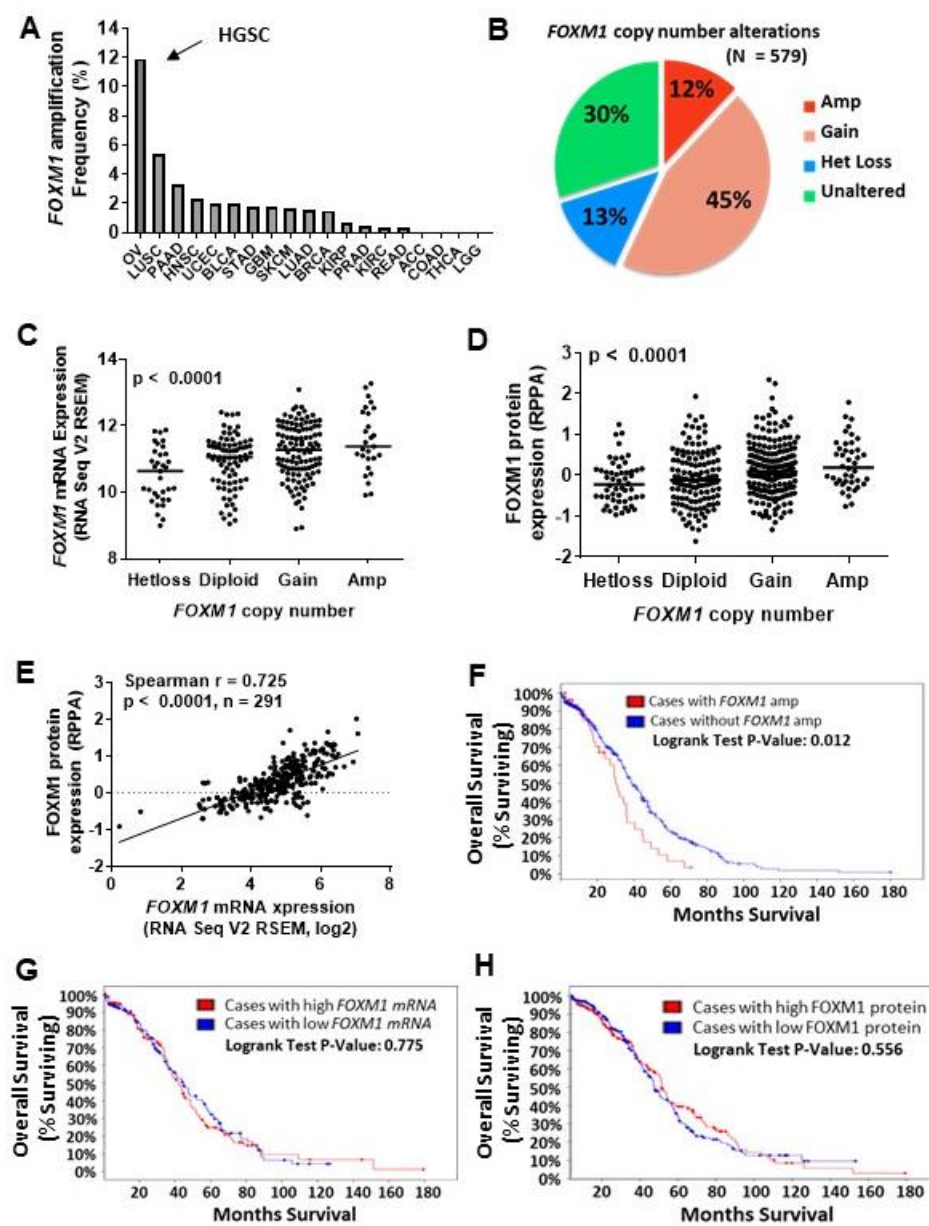 A
HGSC
FOXM1 amplification
Frequency (%)
14
12
10
8
6
4
2
0
OV
LUSC
PAAD
HNSC
UCEC
BLCA
STAD
GBM
SKCM
LUAD
BRCA
KIRP
PRAD
KIRC
READ
ACC
COAD
THCA
LGG
B
FOXM1 copy number alterations
(N = 579)
12%
45%
13%
30%
Amp
Gain
Het Loss
Unaltered
C
p < 0.0001
FOXM1 mRNA Expression
(RNA Seq V2 RSEM)
14
12
10
8
Hetloss Diploid Gain Amp
FOXM1 copy number
D
p < 0.0001
FOXM1 protein
expression (RPPA)
3
2
1
0
-1
-2
Hetloss Diploid Gain Amp
FOXM1 copy number
E
Spearman r = 0.725
p < 0.0001, n = 291
FOXM1 protein
expression (RPPA)
3
2
1
0
-1
-2
0 2 4 6 8
FOXM1 mRNA xpression
(RNA Seq V2 RSEM, log2)
F
Cases with FOXM1 amp
Cases without FOXM1 amp
Logrank Test P-Value: 0.012
Overall Survival
(% Surviving)
100%
90%
80%
70%
60%
50%
40%
30%
20%
10%
0%
20 40 60 80 100 120 140 160 180
Months Survival
G
Cases with high FOXM1 mRNA
Cases with low FOXM1 mRNA
Logrank Test P-Value: 0.775
Overall Survival
(% Surviving)
100%
90%
80%
70%
60%
50%
40%
30%
20%
10%
0%
20 40 60 80 100 120 140 160 180
Months Survival
H
Cases with high FOXM1 protein
Cases with low FOXM1 protein
Logrank Test P-Value: 0.556
Overall Survival
(% Surviving)
100%
90%
80%
70%
60%
50%
40%
30%
20%
10%
0%
20 40 60 80 100 120 140 160 180
Months Survival